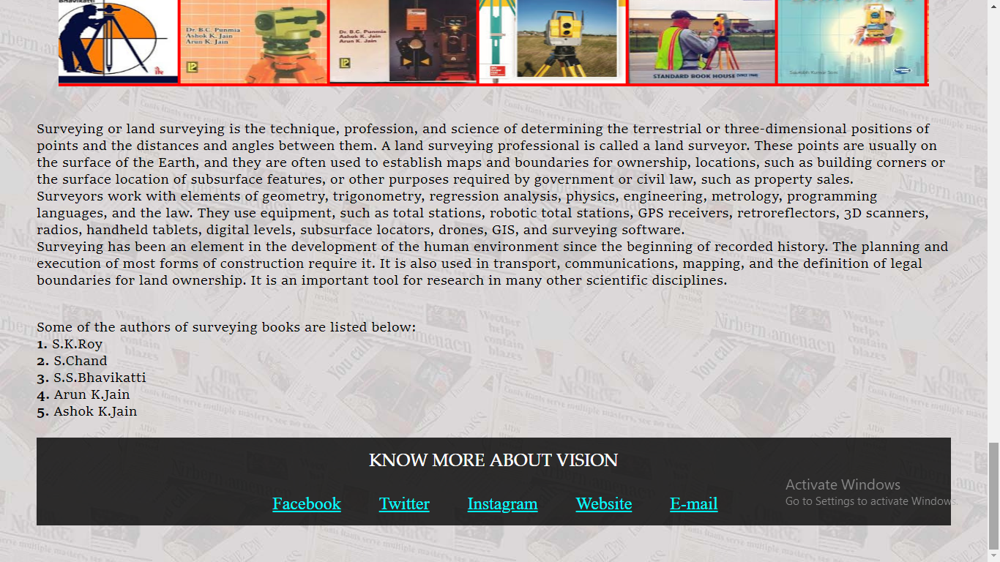 Bhavikatti
Dr. B.C. Punmia
Ashok K. Jain
Arun K. Jain
Dr. B.C. Punmia
Ashok K. Jain
Arun K. Jain
STANDARD BOOK HOUSE (SINCE 1960)
Saurabh Kumar Soni
Surveying or land surveying is the technique, profession, and science of determining the terrestrial or three-dimensional positions of
points and the distances and angles between them. A land surveying professional is called a land surveyor. These points are usually on
the surface of the Earth, and they are often used to establish maps and boundaries for ownership, locations, such as building corners or
the surface location of subsurface features, or other purposes required by government or civil law, such as property sales.
Surveyors work with elements of geometry, trigonometry, regression analysis, physics, engineering, metrology, programming
languages, and the law. They use equipment, such as total stations, robotic total stations, GPS receivers, retroreflectors, 3D scanners,
radios, handheld tablets, digital levels, subsurface locators, drones, GIS, and surveying software.
Surveying has been an element in the development of the human environment since the beginning of recorded history. The planning and
execution of most forms of construction require it. It is also used in transport, communications, mapping, and the definition of legal
boundaries for land ownership. It is an important tool for research in many other scientific disciplines.
Some of the authors of surveying books are listed below:
1. S.K.Roy
2. S.Chand
3. S.S.Bhavikatti
4. Arun K.Jain
5. Ashok K.Jain
KNOW MORE ABOUT VISION
Facebook Twitter Instagram Website E-mail
Activate Windows
Go to Settings to activate Windows.